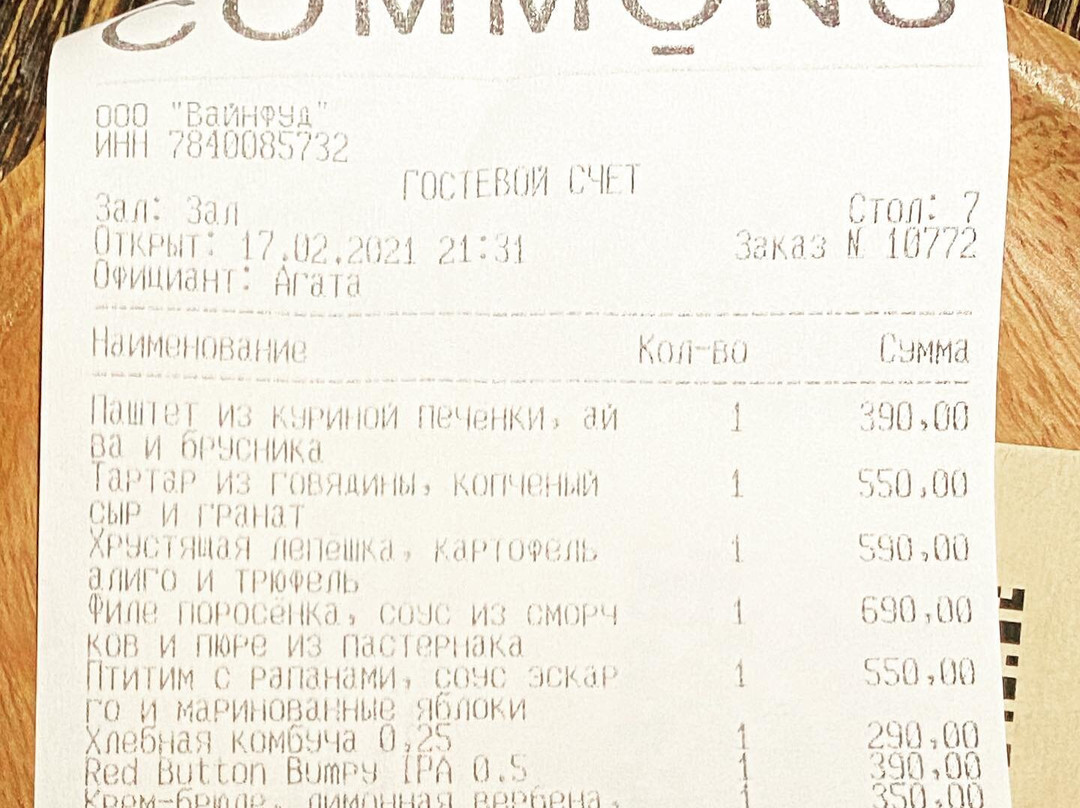 COMMONS
ООО "Вайнфуд"
ИНН 7840085732
ГОСТЕВОЙ СЧЕТ
Зал: Зал Стол: 7
Открыт: 17.02.2021 21:31 Заказ № 10772
Официант: Агата
Наименование Кол-во Сумма
Паштет из куриной печенки, ай 1 390,00
ва и брусника
Тартар из говядины, копченый 1 550,00
сыр и гранат
Хрустящая лепешка, картофель 1 590,00
алиго и трюфель
Филе поросёнка, соус из сморч 1 690,00
ков и пюре из пастернака
Птитим с рапанами, соус эскар 1 550,00
го и маринованные яблоки
Хлебная комбуча 0,25 1 290,00
Red Button Bumpy IPA 0.5 1 390,00
Крем-брюле, лимонная вербена, 1 350,00